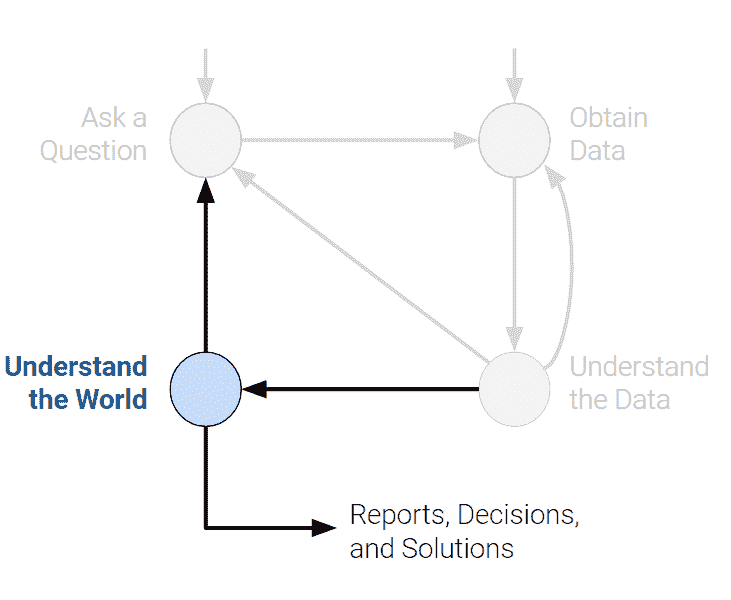 Ask a
Question
Obtain
Data
Understand
the World
Understand
the Data
Reports, Decisions,
and Solutions